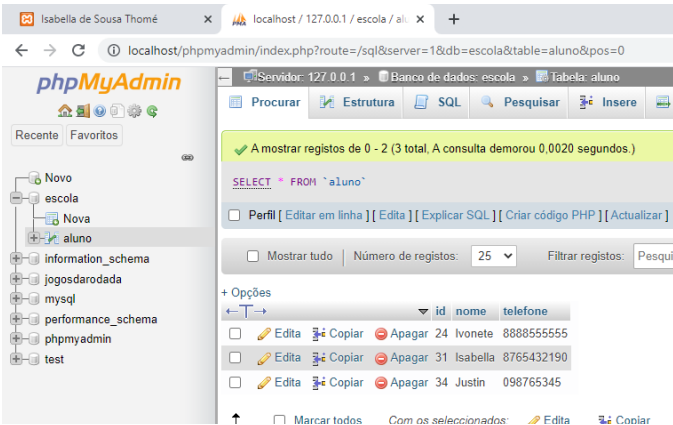 Isabella de Sousa Thomé
localhost / 127.0.0.1 / escola / alu
localhost/phpmyadmin/index.php?route=/sql&server=1&db=escola&table=aluno&pos=0
phpMyAdmin
Recente Favoritos
Novo
escola
Nova
aluno
information_schema
jogosdarodada
mysql
performance_schema
phpmyadmin
test
Servidor: 127.0.0.1 » Banco de dados: escola » Tabela: aluno
Procurar Estrutura SQL Pesquisar Insere
A mostrar registos de 0 - 2 (3 total, A consulta demorou 0,0020 segundos.)
SELECT * FROM `aluno`
Perfil [ Editar em linha ] [ Edita ] [ Explicar SQL ] [ Criar código PHP ] [ Actualizar ]
Mostrar tudo | Número de registos: 25 Filtrar registos: Pesqui
+ Opções
id nome telefone
Edita Copiar Apagar 24 Ivonete 8888555555
Edita Copiar Apagar 31 Isabella 8765432190
Edita Copiar Apagar 34 Justin 098765345
Marcar todos Com os seleccionados: Edita Copiar